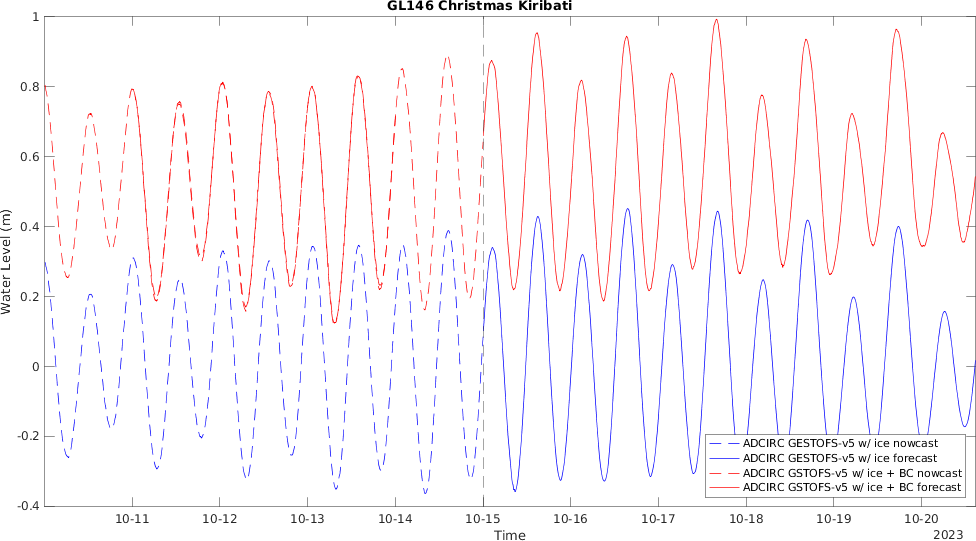 GL146 Christmas Kiribati
Water Level (m)
1
0.8
0.6
0.4
0.2
0
-0.2
-0.4
10-11
10-12
10-13
10-14
10-15
10-16
10-17
10-18
10-19
10-20
Time
2023
ADCIRC GESTOFS-v5 w/ ice nowcast
ADCIRC GESTOFS-v5 w/ ice forecast
ADCIRC GSTOFS-v5 w/ ice + BC nowcast
ADCIRC GSTOFS-v5 w/ ice + BC forecast